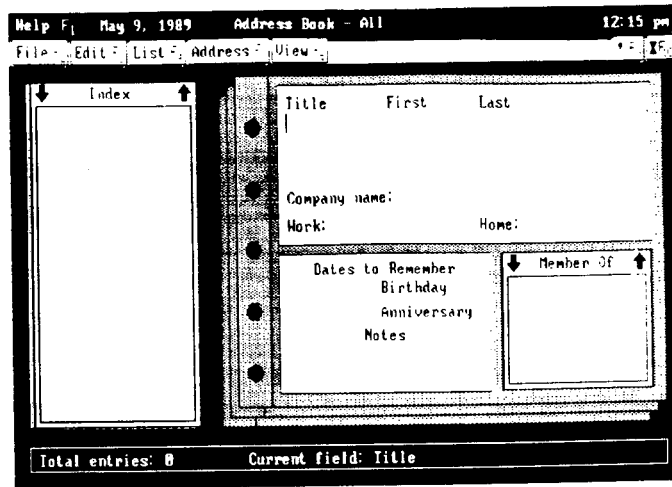 Help F1 May 9, 1989 Address Book - All 12:15 pm
File Edit List Address View
Index
Title First Last
Company name:
Work: Home:
Dates to Remember
Birthday
Anniversary
Notes
Member Of
Total entries: 0 Current field: Title